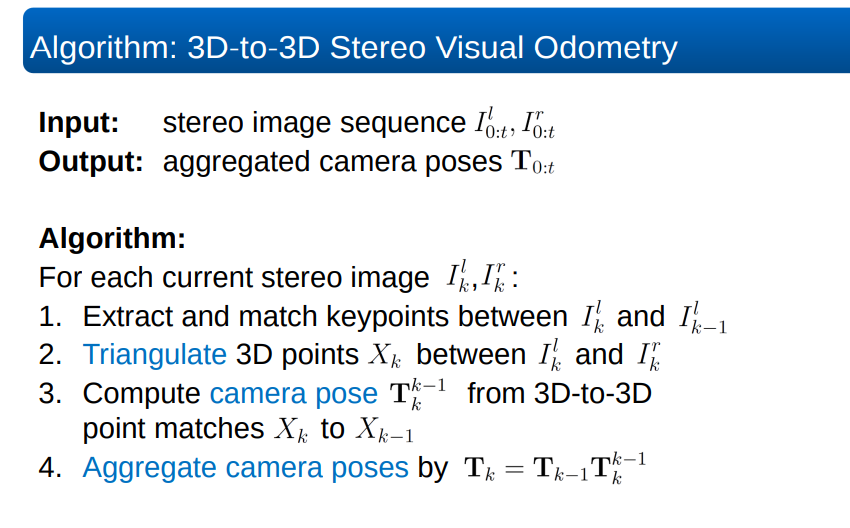 Algorithm: 3D-to-3D Stereo Visual Odometry
Input: stereo image sequence $I^l_{0:t}, I^r_{0:t}$
Output: aggregated camera poses $\mathbf{T}_{0:t}$
Algorithm:
For each current stereo image $I^l_k, I^r_k$:
1. Extract and match keypoints between $I^l_k$ and $I^l_{k-1}$
2. Triangulate 3D points $X_k$ between $I^l_k$ and $I^r_k$
3. Compute camera pose $\mathbf{T}^{k-1}_k$ from 3D-to-3D
point matches $X_k$ to $X_{k-1}$
4. Aggregate camera poses by $\mathbf{T}_k = \mathbf{T}_{k-1}\mathbf{T}^{k-1}_k$